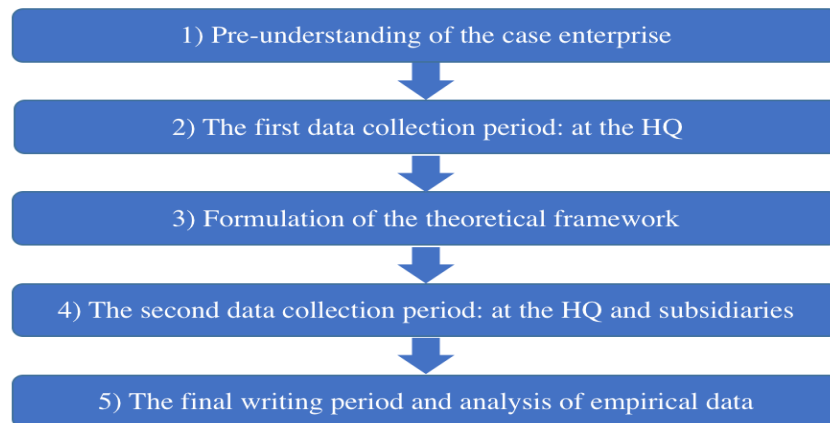 1) Pre-understanding of the case enterprise
2) The first data collection period: at the HQ
3) Formulation of the theoretical framework
4) The second data collection period: at the HQ and subsidiaries
5) The final writing period and analysis of empirical data